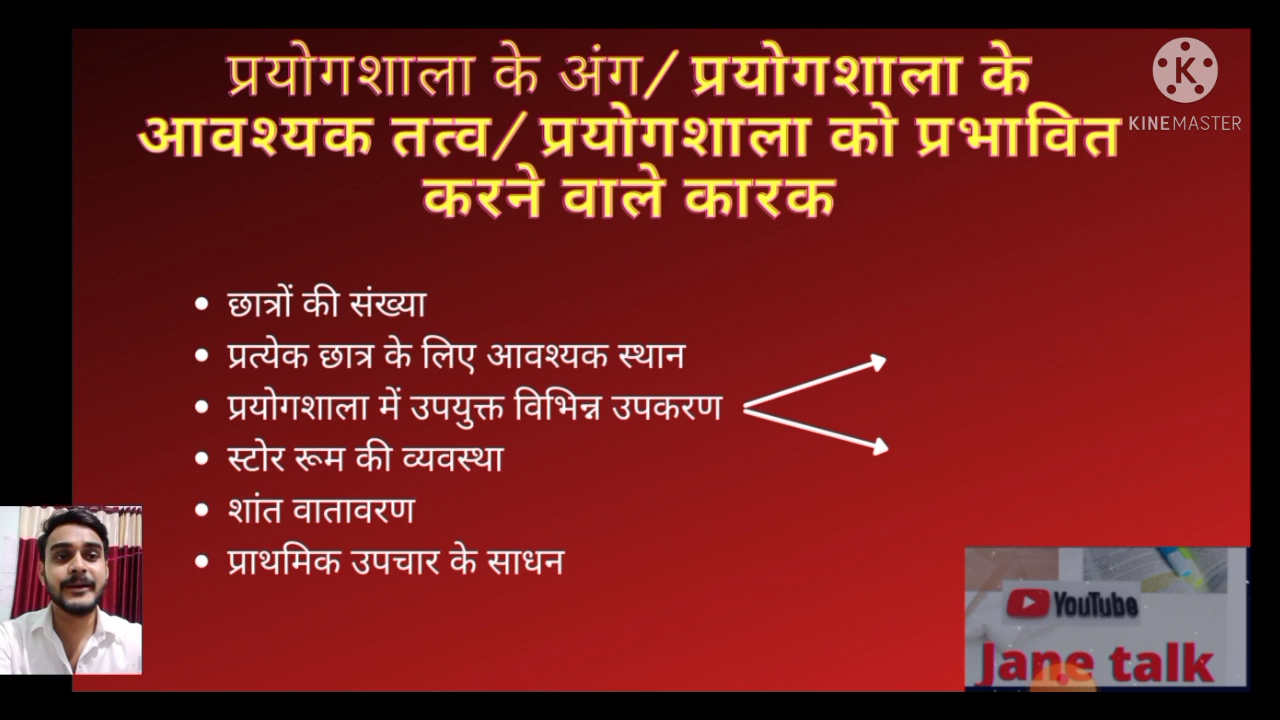 प्रयोगशाला के अंग/ प्रयोगशाला के
आवश्यक तत्व/ प्रयोगशाला को प्रभावित
करने वाले कारक
KINEMASTER
• छात्रों की संख्या
• प्रत्येक छात्र के लिए आवश्यक स्थान
• प्रयोगशाला में उपयुक्त विभिन्न उपकरण
• स्टोर रूम की व्यवस्था
• शांत वातावरण
• प्राथमिक उपचार के साधन
YouTube
Jane talk